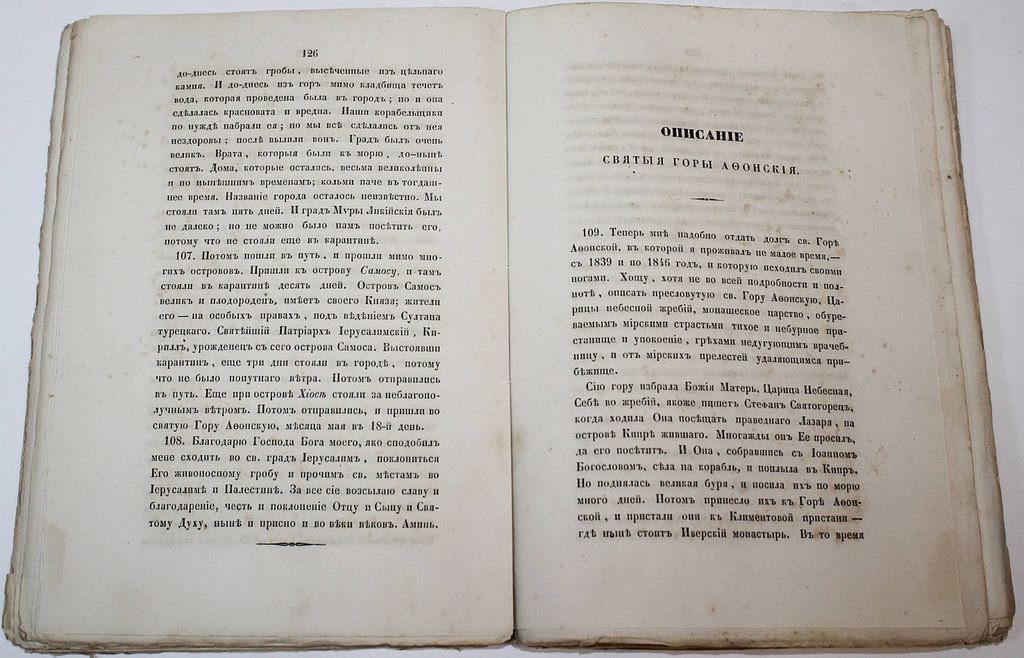 126
до-днесь стоятъ гробы, высѣченные изъ цѣльнаго
камня. И до-днесь изъ горъ мимо кладбища течетъ
вода, которая проведена была въ городъ; но и она
сдѣлалась красновата и вредна. Наши корабельщики
по нуждѣ набрали ея; но мы всѣ сдѣлались отъ нея
нездоровы; послѣ вылили вонъ. Градъ былъ очень
великъ. Врата, которыя были къ морю, до-нынѣ
стоятъ. Дома, которые остались, весьма великолѣпны
и по нынѣшнимъ временамъ; кольми паче въ тогдаш-
нее время. Названіе города осталось неизвѣстно. Мы
стояли тамъ пять дней. И градъ Мѵры Ликійскія былъ
не далеко; но не можно было намъ посѣтить его,
потому что не стояли еще въ карантинѣ.
107. Потомъ пошли въ путь, и прошли мимо мно-
гихъ острововъ. Пришли къ острову Самосу, и тамъ
стояли въ карантинѣ десять дней. Островъ Самосъ
великъ и плодороденъ, имѣетъ своего Князя; жители
его — на особыхъ правахъ, подъ вѣдѣніемъ Султана
турецкаго. Святѣйшій Патріархъ Іерусалимскій, Ки-
риллъ, урожденецъ съ сего острова Самоса. Выстоявши
карантинъ, еще три дни стояли въ городѣ, потому
что не было попутнаго вѣтра. Потомъ отправились
въ путь. Еще при островѣ Хіосѣ стояли за неблагопо-
лучнымъ вѣтромъ. Потомъ отправились, и пришли во
святую Гору Аѳонскую, мѣсяца мая въ 18-й день.
108. Благодарю Господа Бога моего, яко сподобилъ
мене сходить во св. градъ Іерусалимъ, поклониться
Его живоносному гробу и прочимъ св. мѣстамъ во
Іерусалимѣ и Палестинѣ. За все сіе возсылаю славу и
благодареніе, честь и поклоненіе Отцу и Сыну и Свя-
тому Духу, нынѣ и присно и во вѣки вѣковъ. Аминь.
ОПИСАНІЕ
СВЯТЫЯ ГОРЫ АѲОНСКІЯ.
109. Теперь мнѣ надобно отдать долгъ св. Горѣ
Аѳонской, въ которой я проживалъ не малое время,—
съ 1839 и по 1846 годъ, и которую исходилъ своими
ногами. Хощу, хотя не во всей подробности и пол-
нотѣ, описать пресловутую св. Гору Аѳонскую, Ца-
рицы небесной жребій, монашеское царство, обуре-
ваемымъ мірскими страстьми тихое и небурное при-
станище и упокоеніе, грѣхами недугующимъ врачеб-
ницу, и отъ мірскихъ прелестей удаляющимся при-
бѣжище.
Сію гору избрала Божія Матерь, Царица Небесная,
Себѣ во жребій, якоже пишетъ Стефанъ Святогорецъ,
когда ходила Она посѣщать праведнаго Лазаря, на
островѣ Кипрѣ жившаго. Многажды онъ Ее просилъ,
да его посѣтитъ. И Она, собравшись съ Іоанномъ
Богословомъ, сѣла на корабль, и поплыла въ Кипръ.
Но поднялась великая буря, и носила ихъ по морю
много дней. Потомъ принесло ихъ къ Горѣ Аѳон-
ской, и пристали они къ Климентовой пристани —
гдѣ нынѣ стоитъ Иверскій монастырь. Въ то время